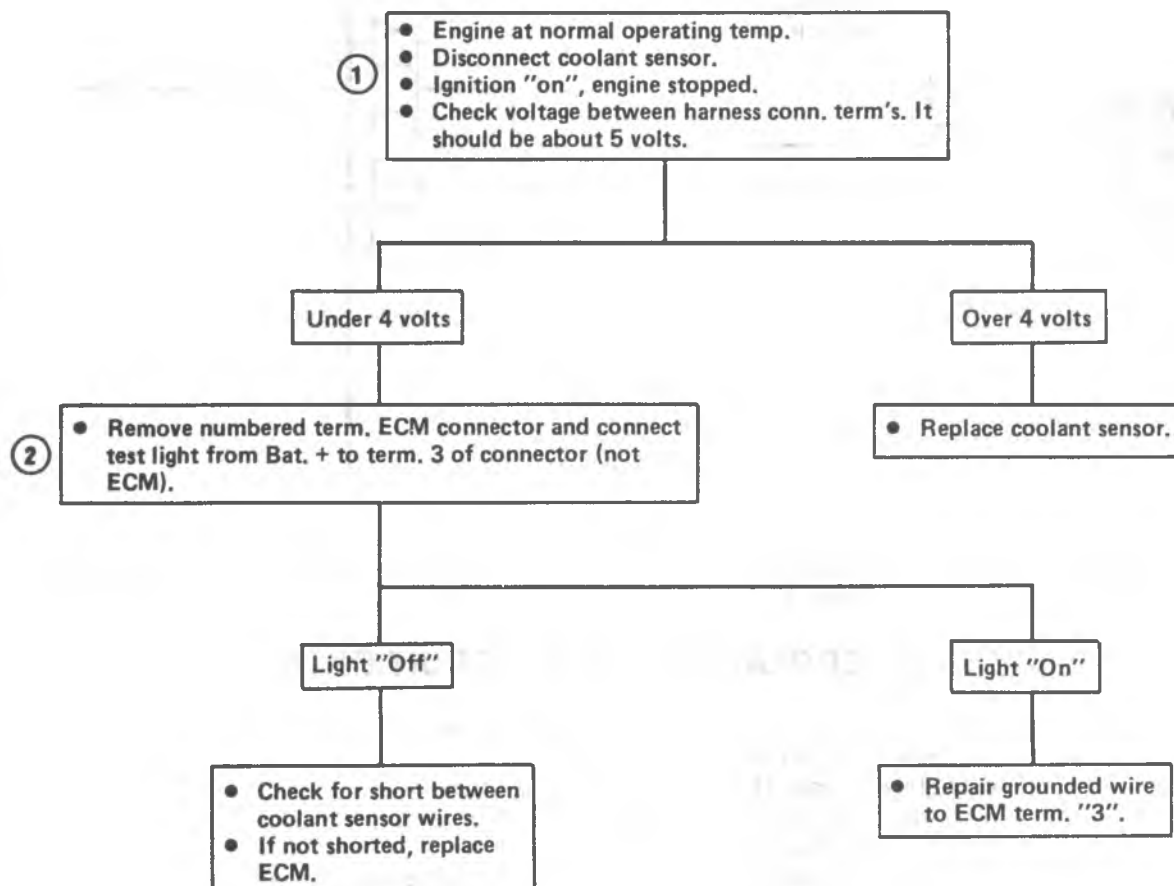 ① ● Engine at normal operating temp.
● Disconnect coolant sensor.
● Ignition "on", engine stopped.
● Check voltage between harness conn. term's. It
should be about 5 volts.
Under 4 volts
Over 4 volts
② ● Remove numbered term. ECM connector and connect
test light from Bat. + to term. 3 of connector (not
ECM).
● Replace coolant sensor.
Light "Off"
Light "On"
● Check for short between
coolant sensor wires.
● If not shorted, replace
ECM.
● Repair grounded wire
to ECM term. "3".